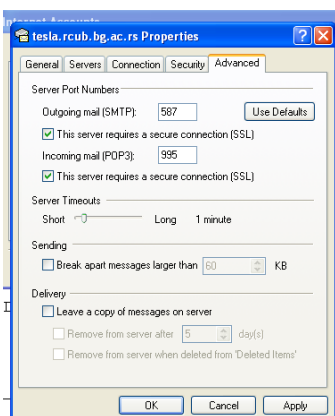 Internet Accounts
tesla.rcub.bg.ac.rs Properties
General Servers Connection Security Advanced
Server Port Numbers
Outgoing mail (SMTP): 587 Use Defaults
This server requires a secure connection (SSL)
Incoming mail (POP3): 995
This server requires a secure connection (SSL)
Server Timeouts
Short Long 1 minute
Sending
Break apart messages larger than 60 KB
Delivery
Leave a copy of messages on server
Remove from server after 5 day(s)
Remove from server when deleted from 'Deleted Items'
OK Cancel Apply